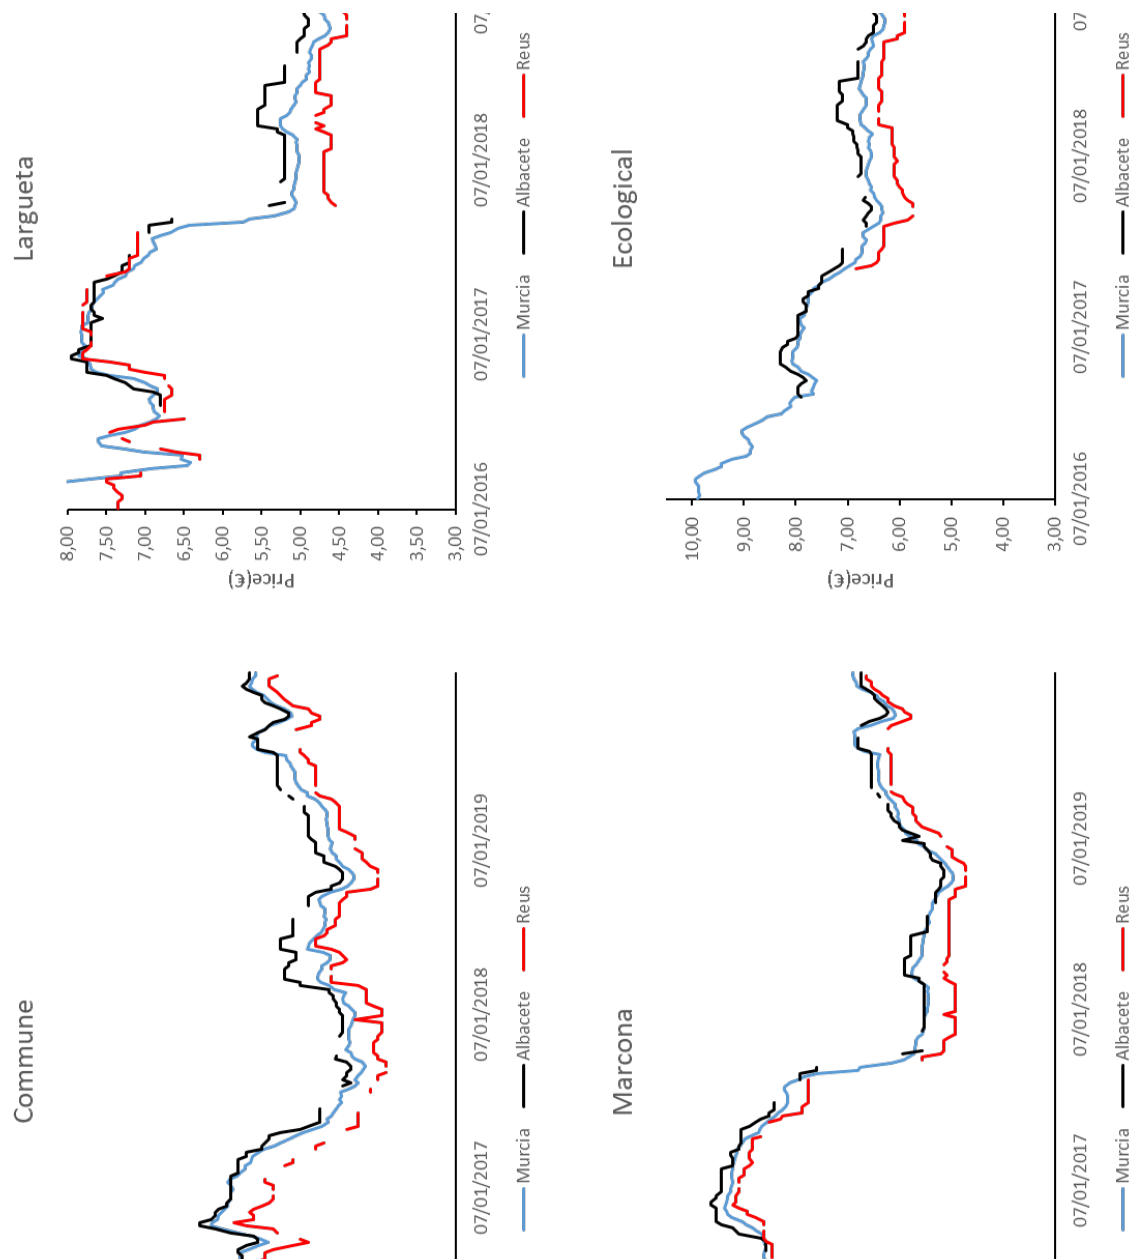 Commune
07/01/2017
07/01/2018
07/01/2019
Murcia
Albacete
Reus
Largueta
Price(€)
8,00
7,50
7,00
6,50
6,00
5,50
5,00
4,50
4,00
3,50
3,00
07/01/2016
07/01/2017
07/01/2018
07/
Murcia
Albacete
Reus
Marcona
07/01/2017
07/01/2018
07/01/2019
Murcia
Albacete
Reus
Ecological
Price(€)
10,00
9,00
8,00
7,00
6,00
5,00
4,00
3,00
07/01/2016
07/01/2017
07/01/2018
07
Murcia
Albacete
Reus